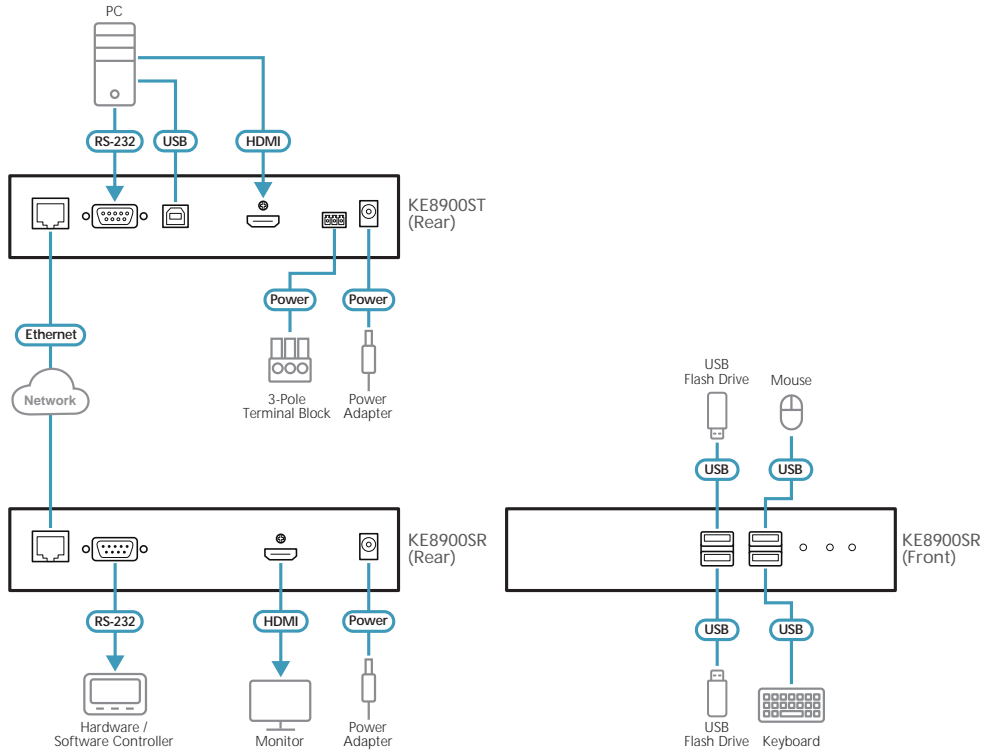 PC
RS-232
USB
HDMI
KE8900ST
(Rear)
Power
Power
Ethernet
Network
3-Pole
Terminal Block
Power
Adapter
USB
Flash Drive
Mouse
USB
USB
KE8900SR
(Rear)
KE8900SR
(Front)
RS-232
HDMI
Power
USB
USB
Hardware /
Software Controller
Monitor
Power
Adapter
USB
Flash Drive
Keyboard